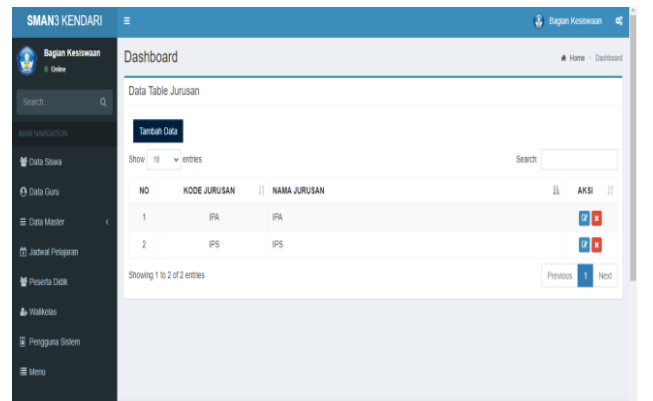 SMAN3 KENDARI
Bagian Kesiswaan
Bagian Kesiswaan
Online
Search...
MAIN NAVIGATION
Data Siswa
Data Guru
Data Master
Jadwal Pelajaran
Peserta Didik
Walikelas
Pengguna Sistem
Menu
Dashboard
Home > Dashboard
Data Table Jurusan
Tambah Data
Show 10 entries
Search:
NO KODE JURUSAN NAMA JURUSAN AKSI
1 IPA IPA
2 IPS IPS
Showing 1 to 2 of 2 entries
Previous 1 Next